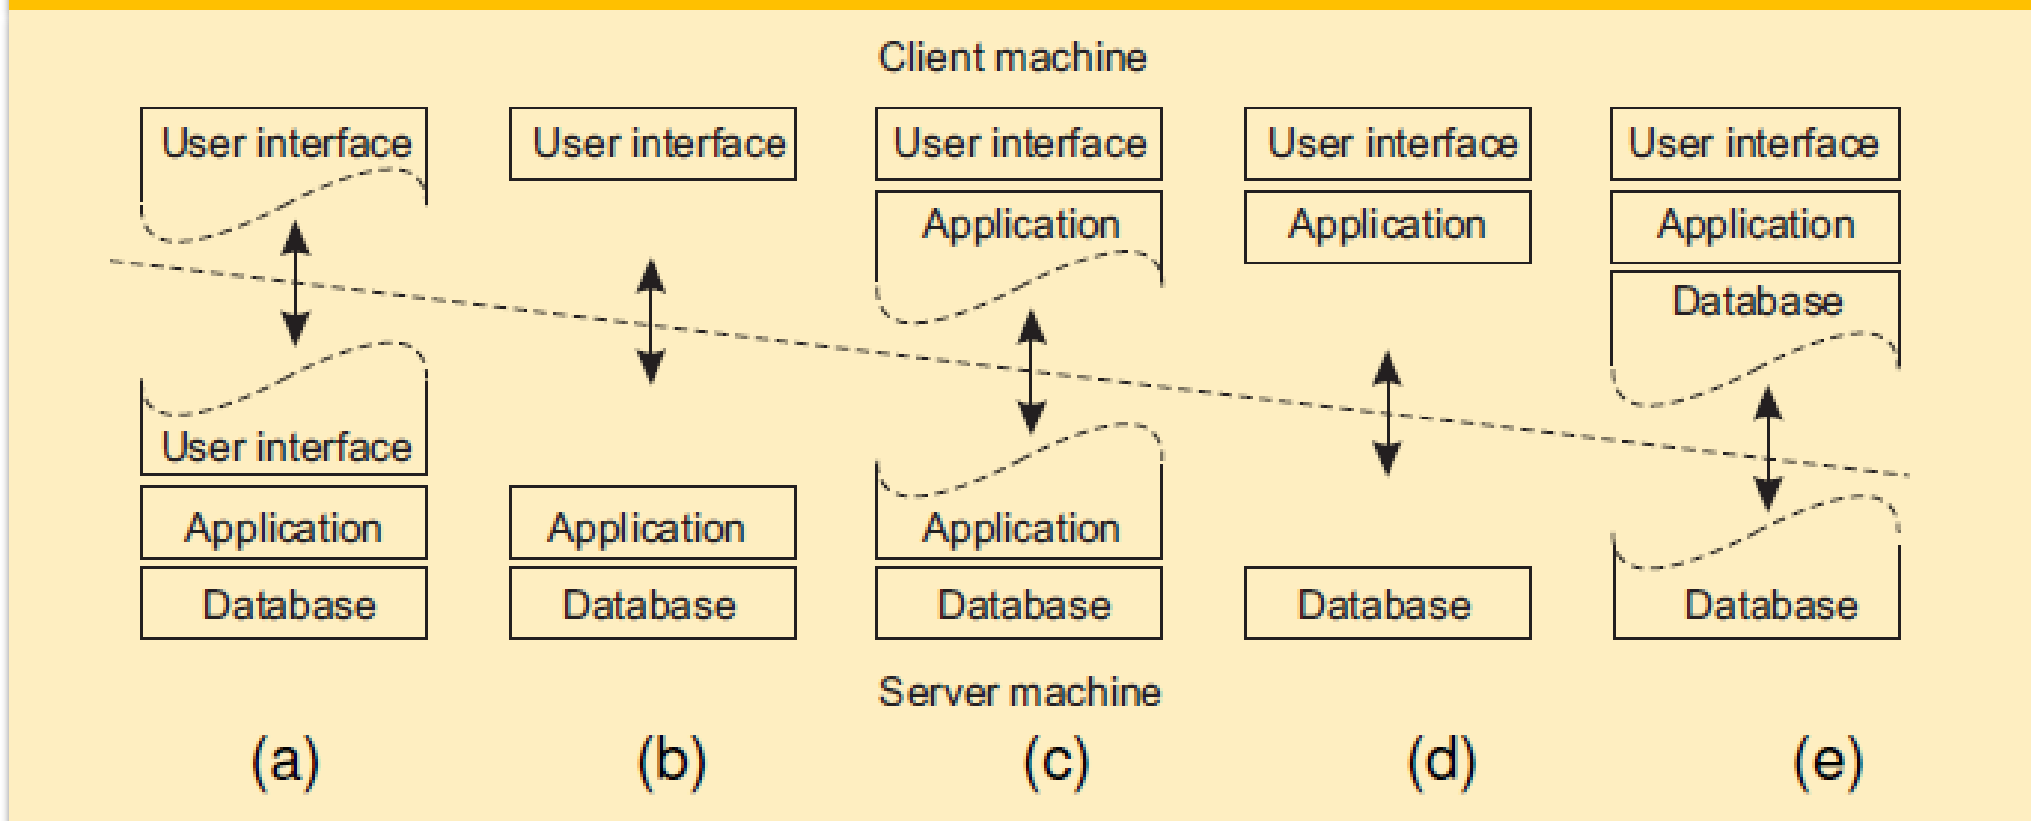 Client machine
User interface
User interface
User interface
User interface
User interface
Application
Application
Application
Database
User interface
Application
Application
Application
Database
Database
Database
Database
Database
Server machine
(a)
(b)
(c)
(d)
(e)